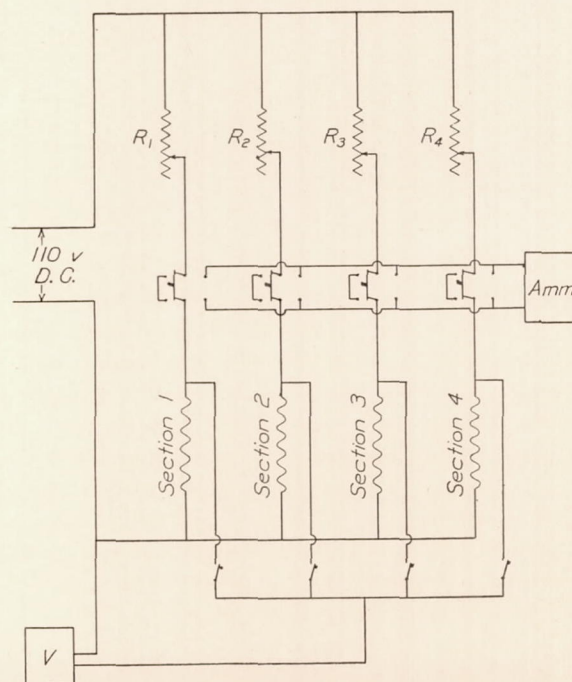 R1
R2
R3
R4
110 v
D.C.
Amm
Section 1
Section 2
Section 3
Section 4
V